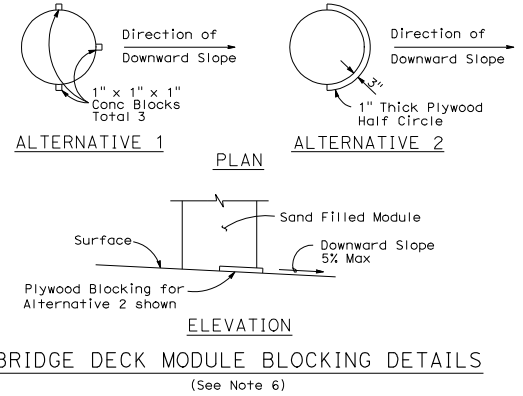 Direction of
Downward Slope
1" x 1" x 1"
Conc Blocks
Total 3
ALTERNATIVE 1
Direction of
Downward Slope
3"
1" Thick Plywood
Half Circle
ALTERNATIVE 2
PLAN
Sand Filled Module
Surface
Downward Slope
5% Max
Plywood Blocking for
Alternative 2 shown
ELEVATION
BRIDGE DECK MODULE BLOCKING DETAILS
(See Note 6)